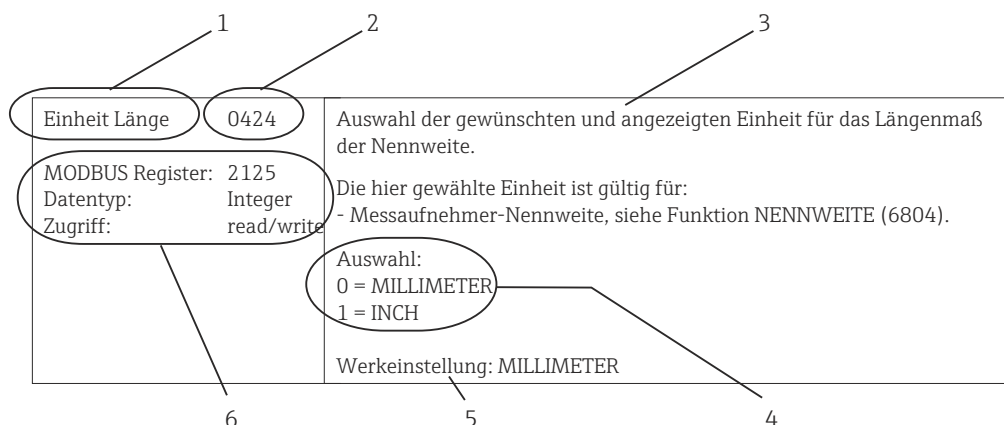 1 2 3
Einheit Länge 0424
MODBUS Register: 2125
Datentyp: Integer
Zugriff: read/write
Auswahl der gewünschten und angezeigten Einheit für das Längenmaß
der Nennweite.
Die hier gewählte Einheit ist gültig für:
- Messaufnehmer-Nennweite, siehe Funktion NENNWEITE (6804).
Auswahl:
0 = MILLIMETER
1 = INCH
Werkeinstellung: MILLIMETER
6 5 4